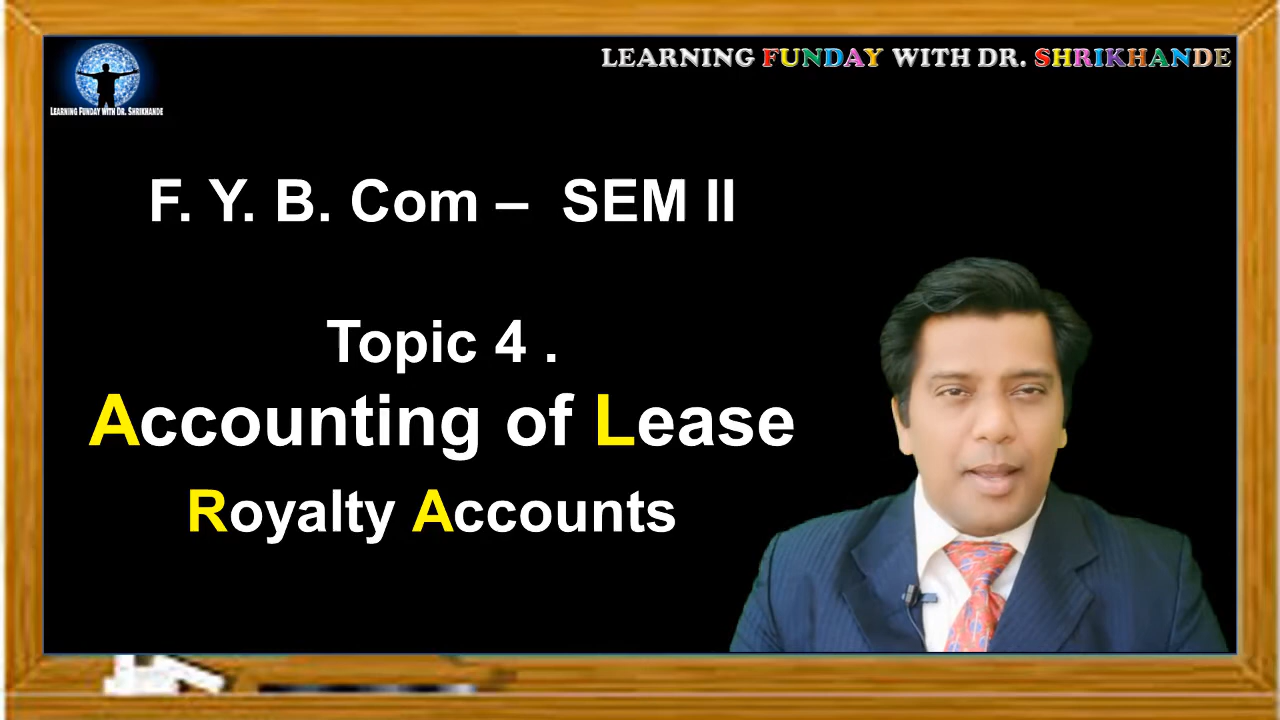 LEARNING FUNDAY WITH DR. SHRIKHANDE
LEARNING FUNDAY WITH DR. SHRIKHANDE
F. Y. B. Com – SEM II
Topic 4 .
Accounting of Lease
Royalty Accounts